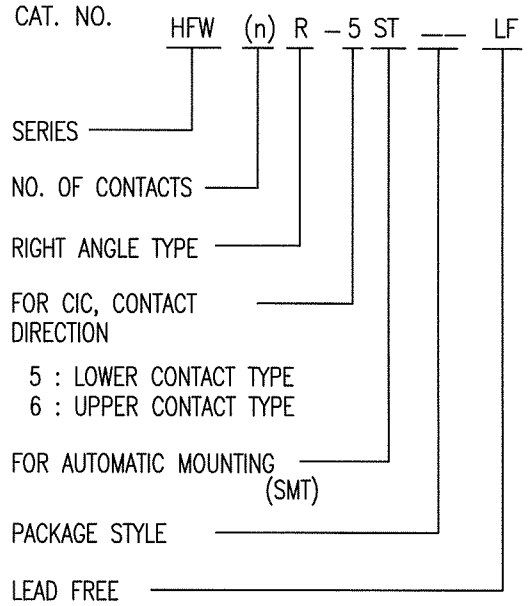 CAT. NO.
HFW (n) R - 5 ST __ LF
SERIES
NO. OF CONTACTS
RIGHT ANGLE TYPE
FOR CIC, CONTACT
DIRECTION
5 : LOWER CONTACT TYPE
6 : UPPER CONTACT TYPE
FOR AUTOMATIC MOUNTING
(SMT)
PACKAGE STYLE
LEAD FREE